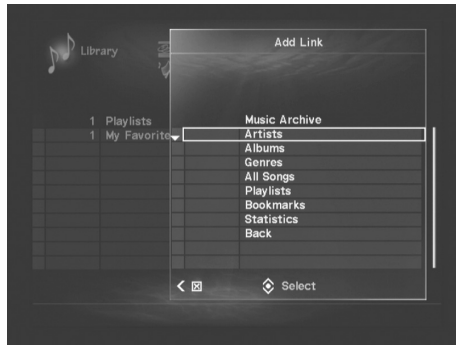 Library
Add Link
1 Playlists
1 My Favorite
Music Archive
Artists
Albums
Genres
All Songs
Playlists
Bookmarks
Statistics
Back
Select